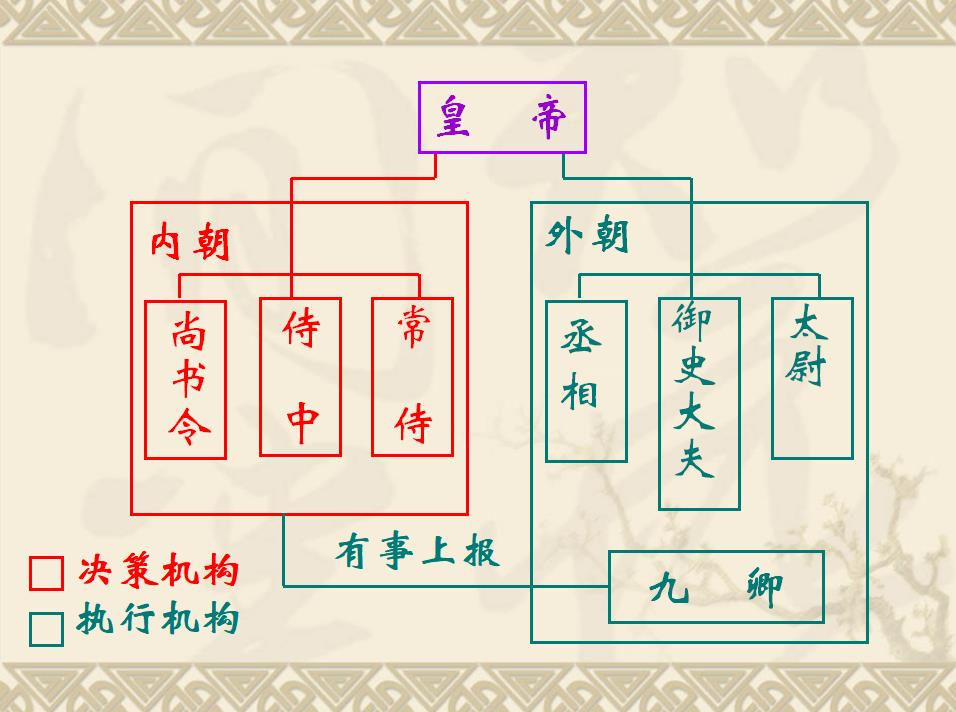 皇 帝
内朝
尚书令
侍中
常侍
外朝
丞相
御史大夫
太尉
有事上报
九 卿
决策机构
执行机构